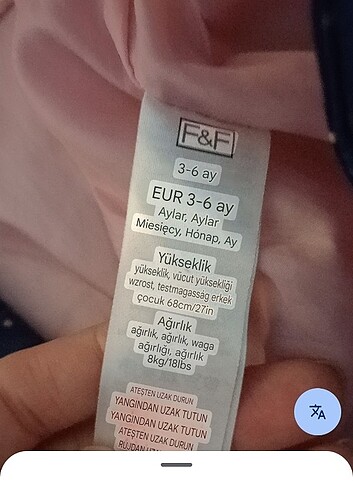 F&F
3-6 ay
EUR 3-6 ay
Aylar, Aylar
Miesięcy, Hónap, Ay
Yükseklik
yükseklik, vücut yüksekliği
wzrost, testmagasság erkek
çocuk 68cm/27in
Ağırlık
ağırlık, ağırlık, waga
ağırlığı, ağırlık
8kg/18lbs
ATEŞTEN UZAK DURUN
YANGINDAN UZAK TUTUN
YANGINDAN UZAK TUTUN
ATEŞTEN UZAK DURUN